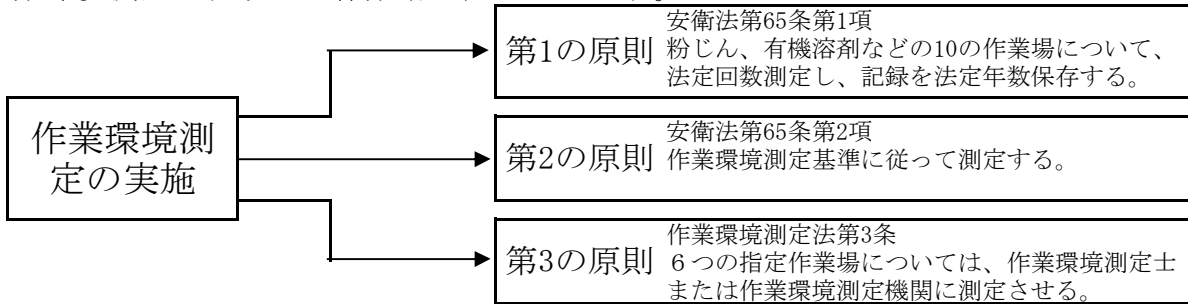 作業環境測
定の実施
第1の原則
安衛法第65条第1項
粉じん、有機溶剤などの10の作業場について、
法定回数測定し、記録を法定年数保存する。
第2の原則
安衛法第65条第2項
作業環境測定基準に従って測定する。
第3の原則
作業環境測定法第3条
６つの指定作業場については、作業環境測定士
または作業環境測定機関に測定させる。